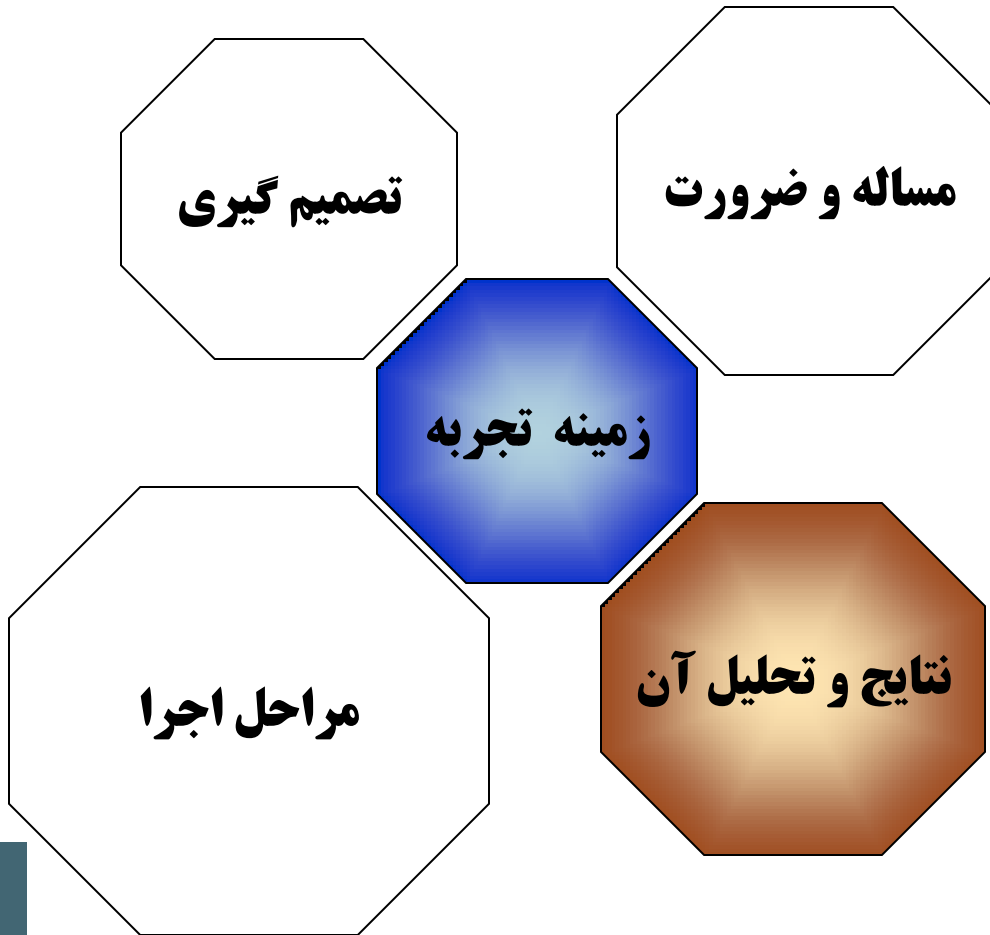 مساله و ضرورت
تصمیم گیری
زمینه تجربه
نتایج و تحلیل آن
مراحل اجرا